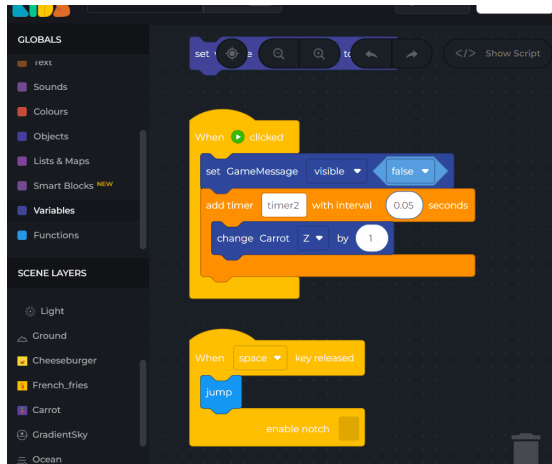 GLOBALS
Text
Sounds
Colours
Objects
Lists & Maps
Smart Blocks NEW
Variables
Functions
SCENE LAYERS
Light
Ground
Cheeseburger
French_fries
Carrot
GradientSky
Ocean
set to
</> Show Script
When clicked
set GameMessage visible false
add timer timer2 with interval 0.05 seconds
change Carrot Z by 1
When space key released
jump
enable notch